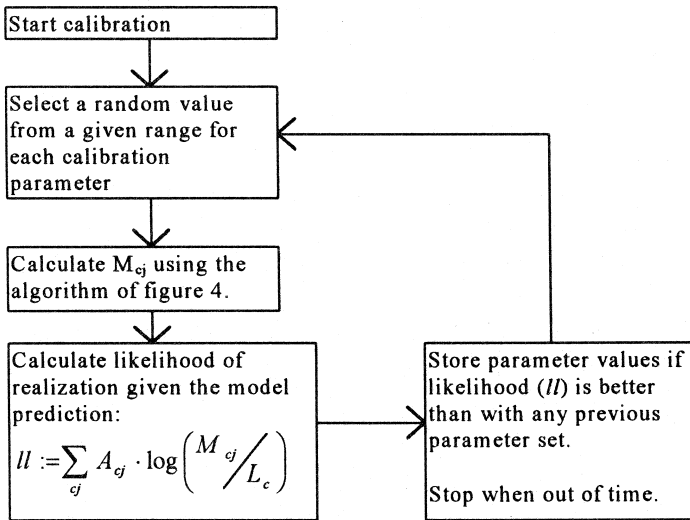 Start calibration
Select a random value
from a given range for
each calibration
parameter
Calculate M_cj using the
algorithm of figure 4.
Calculate likelihood of
realization given the model
prediction:
ll := ∑_cj A_cj · log(M_cj / L_c)
Store parameter values if
likelihood (ll) is better
than with any previous
parameter set.
Stop when out of time.